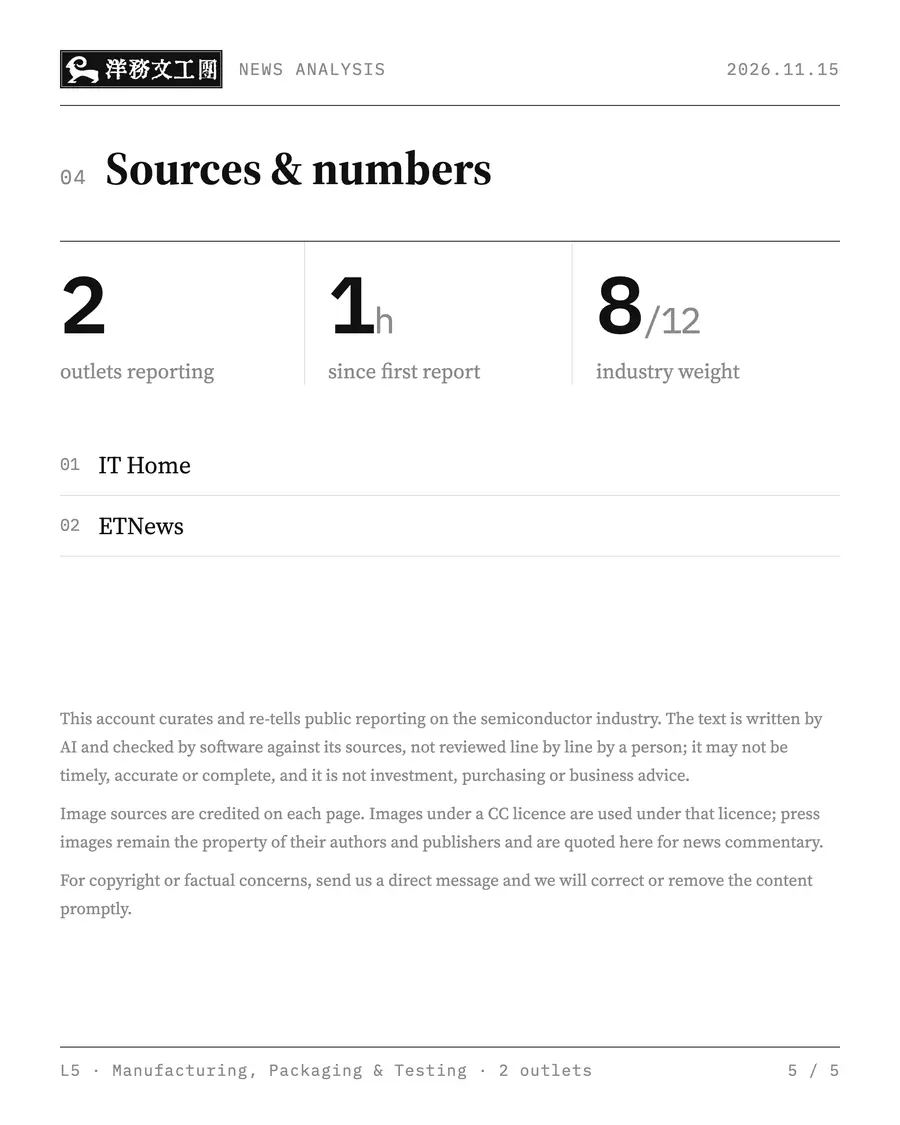 洋務文工團 NEWS ANALYSIS 2026.11.15
04 Sources & numbers
2 1h 8/12
outlets reporting since first report industry weight
01 IT Home
02 ETNews
This account curates and re-tells public reporting on the semiconductor industry. The text is written by
AI and checked by software against its sources, not reviewed line by line by a person; it may not be
timely, accurate or complete, and it is not investment, purchasing or business advice.
Image sources are credited on each page. Images under a CC licence are used under that licence; press
images remain the property of their authors and publishers and are quoted here for news commentary.
For copyright or factual concerns, send us a direct message and we will correct or remove the content
promptly.
L5 · Manufacturing, Packaging & Testing · 2 outlets 5 / 5